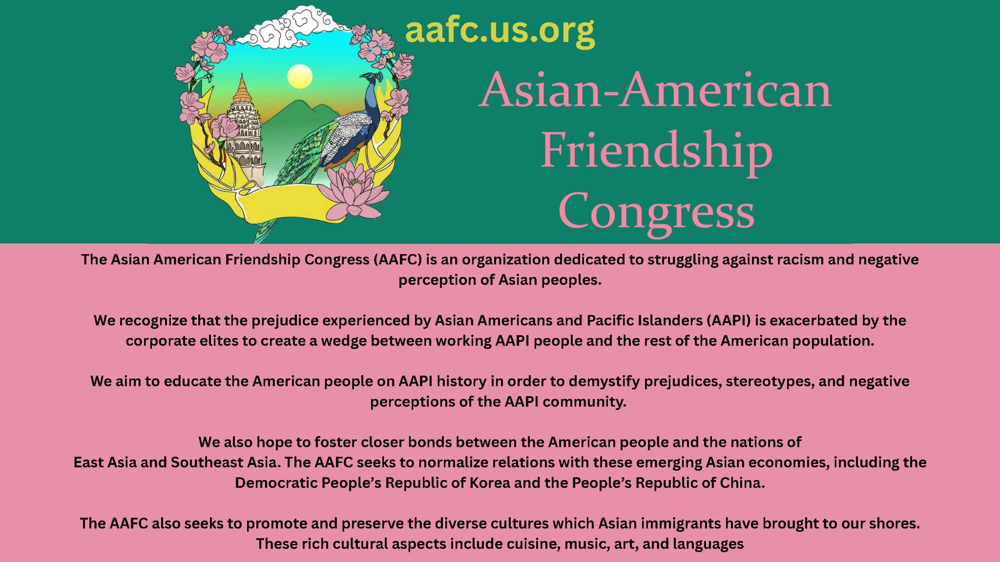 aafc.us.org
Asian-American
Friendship
Congress
The Asian American Friendship Congress (AAFC) is an organization dedicated to struggling against racism and negative
perception of Asian peoples.
We recognize that the prejudice experienced by Asian Americans and Pacific Islanders (AAPI) is exacerbated by the
corporate elites to create a wedge between working AAPI people and the rest of the American population.
We aim to educate the American people on AAPI history in order to demystify prejudices, stereotypes, and negative
perceptions of the AAPI community.
We also hope to foster closer bonds between the American people and the nations of
East Asia and Southeast Asia. The AAFC seeks to normalize relations with these emerging Asian economies, including the
Democratic People’s Republic of Korea and the People’s Republic of China.
The AAFC also seeks to promote and preserve the diverse cultures which Asian immigrants have brought to our shores.
These rich cultural aspects include cuisine, music, art, and languages